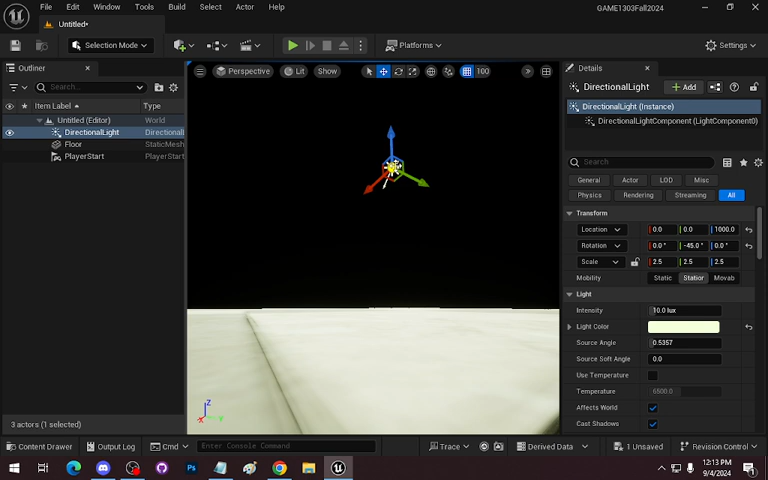 File Edit Window Tools Build Select Actor Help GAME1303Fall2024
Untitled*
Selection Mode Platforms Settings
Outliner
Search...
Item Label Type
Untitled (Editor) World
DirectionalLight Directional
Floor StaticMesh
PlayerStart PlayerStart
3 actors (1 selected)
Perspective Lit Show 100
Z
X Y
Details
DirectionalLight + Add
DirectionalLight (Instance)
DirectionalLightComponent (LightComponent0)
Search
General Actor LOD Misc
Physics Rendering Streaming All
Transform
Location 0.0 0.0 1000.0
Rotation 0.0 ° -45.0 ° 0.0 °
Scale 2.5 2.5 2.5
Mobility Static Statior Movab
Light
Intensity 10.0 lux
Light Color
Source Angle 0.5357
Source Soft Angle 0.0
Use Temperature
Temperature 6500.0
Affects World
Cast Shadows
Content Drawer Output Log Cmd Enter Console Command Trace Derived Data 1 Unsaved Revision Control
Ps
12:13 PM
9/4/2024